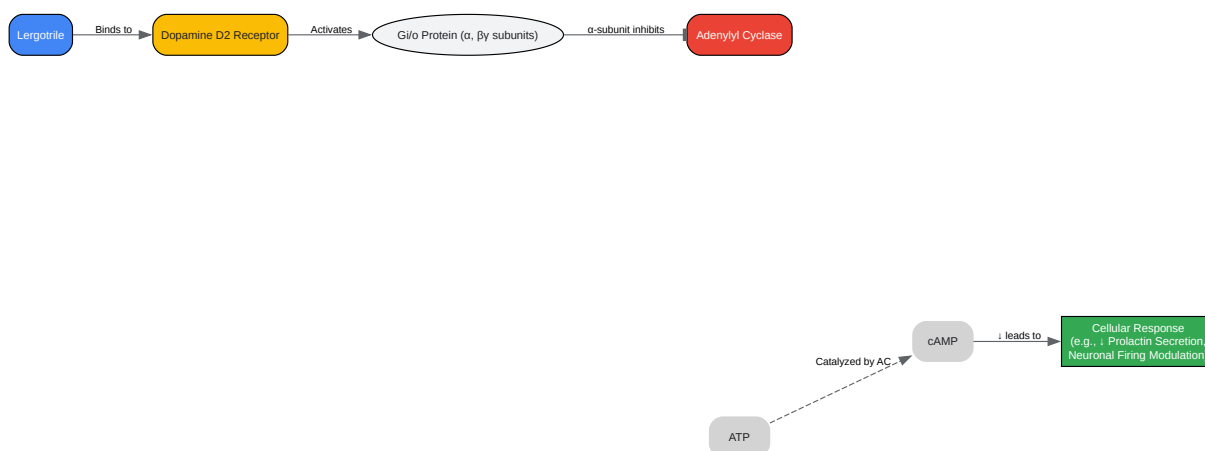 Lergotrile
Binds to
Dopamine D2 Receptor
Activates
Gi/o Protein (α, βγ subunits)
α-subunit inhibits
Adenylyl Cyclase
Cellular Response
(e.g., ↓ Prolactin Secretion,
Neuronal Firing Modulation
cAMP
↓ leads to
Catalyzed by AC
ATP